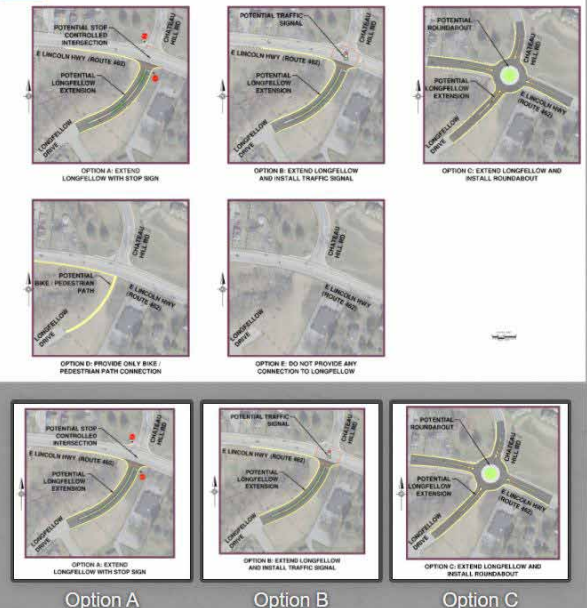 POTENTIAL STOP
CONTROLLED
INTERSECTION
CHATEAU
HILL RD
E LINCOLN HWY (ROUTE 462)
POTENTIAL
LONGFELLOW
EXTENSION
LONGFELLOW
DRIVE
OPTION A: EXTEND
LONGFELLOW WITH STOP SIGN
POTENTIAL TRAFFIC
SIGNAL
CHATEAU
HILL RD
E LINCOLN HWY (ROUTE 462)
POTENTIAL
LONGFELLOW
EXTENSION
LONGFELLOW
DRIVE
OPTION B: EXTEND LONGFELLOW
AND INSTALL TRAFFIC SIGNAL
POTENTIAL
ROUNDABOUT
CHATEAU
HILL RD
POTENTIAL
LONGFELLOW
EXTENSION
E LINCOLN HWY
(ROUTE 462)
LONGFELLOW
DRIVE
OPTION C: EXTEND LONGFELLOW AND
INSTALL ROUNDABOUT
CHATEAU
HILL RD
POTENTIAL
BIKE / PEDESTRIAN
PATH
E LINCOLN HWY
(ROUTE 462)
LONGFELLOW
DRIVE
OPTION D: PROVIDE ONLY BIKE /
PEDESTRIAN PATH CONNECTION
CHATEAU
HILL RD
E LINCOLN HWY
(ROUTE 462)
LONGFELLOW
DRIVE
OPTION E: DO NOT PROVIDE ANY
CONNECTION TO LONGFELLOW
POTENTIAL STOP
CONTROLLED
INTERSECTION
CHATEAU
HILL RD
E LINCOLN HWY (ROUTE 462)
POTENTIAL
LONGFELLOW
EXTENSION
LONGFELLOW
DRIVE
OPTION A: EXTEND
LONGFELLOW WITH STOP SIGN
POTENTIAL TRAFFIC
SIGNAL
CHATEAU
HILL RD
E LINCOLN HWY (ROUTE 462)
POTENTIAL
LONGFELLOW
EXTENSION
LONGFELLOW
DRIVE
OPTION B: EXTEND LONGFELLOW
AND INSTALL TRAFFIC SIGNAL
POTENTIAL
ROUNDABOUT
CHATEAU
HILL RD
POTENTIAL
LONGFELLOW
EXTENSION
E LINCOLN HWY
(ROUTE 462)
LONGFELLOW
DRIVE
OPTION C: EXTEND LONGFELLOW AND
INSTALL ROUNDABOUT
Option A
Option B
Option C